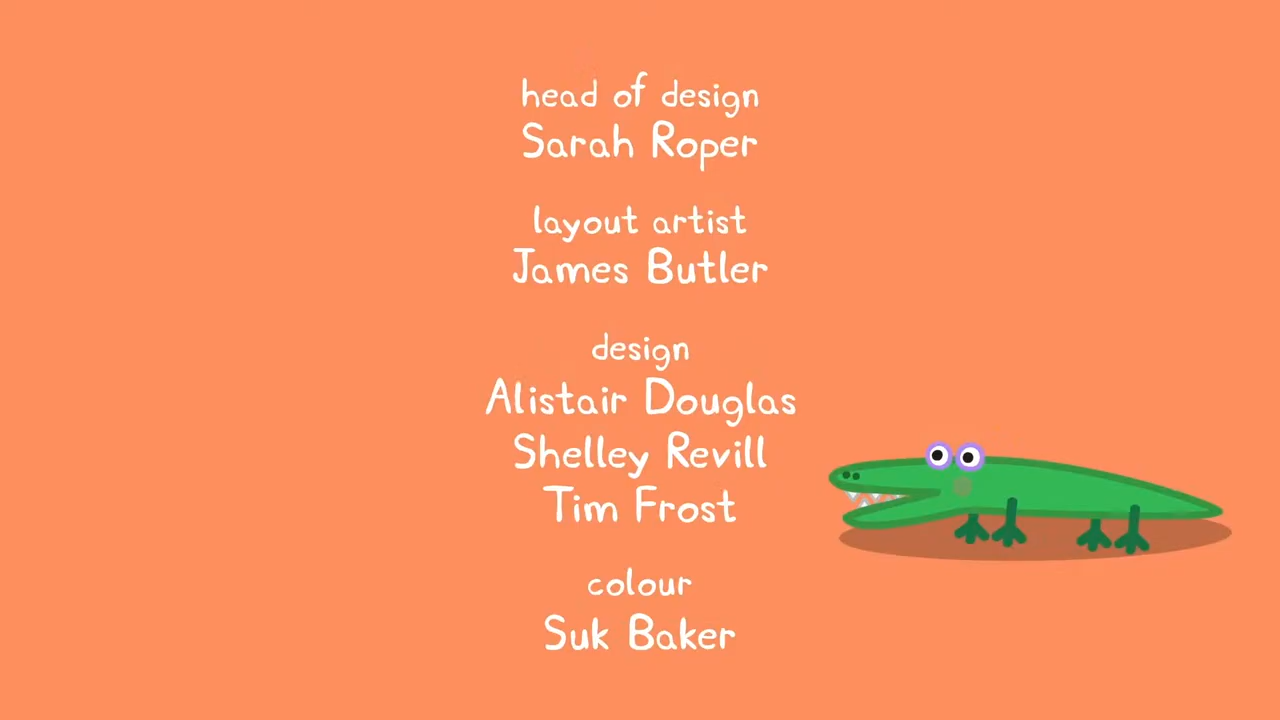 head of design
Sarah Roper
layout artist
James Butler
design
Alistair Douglas
Shelley Revill
Tim Frost
colour
Suk Baker